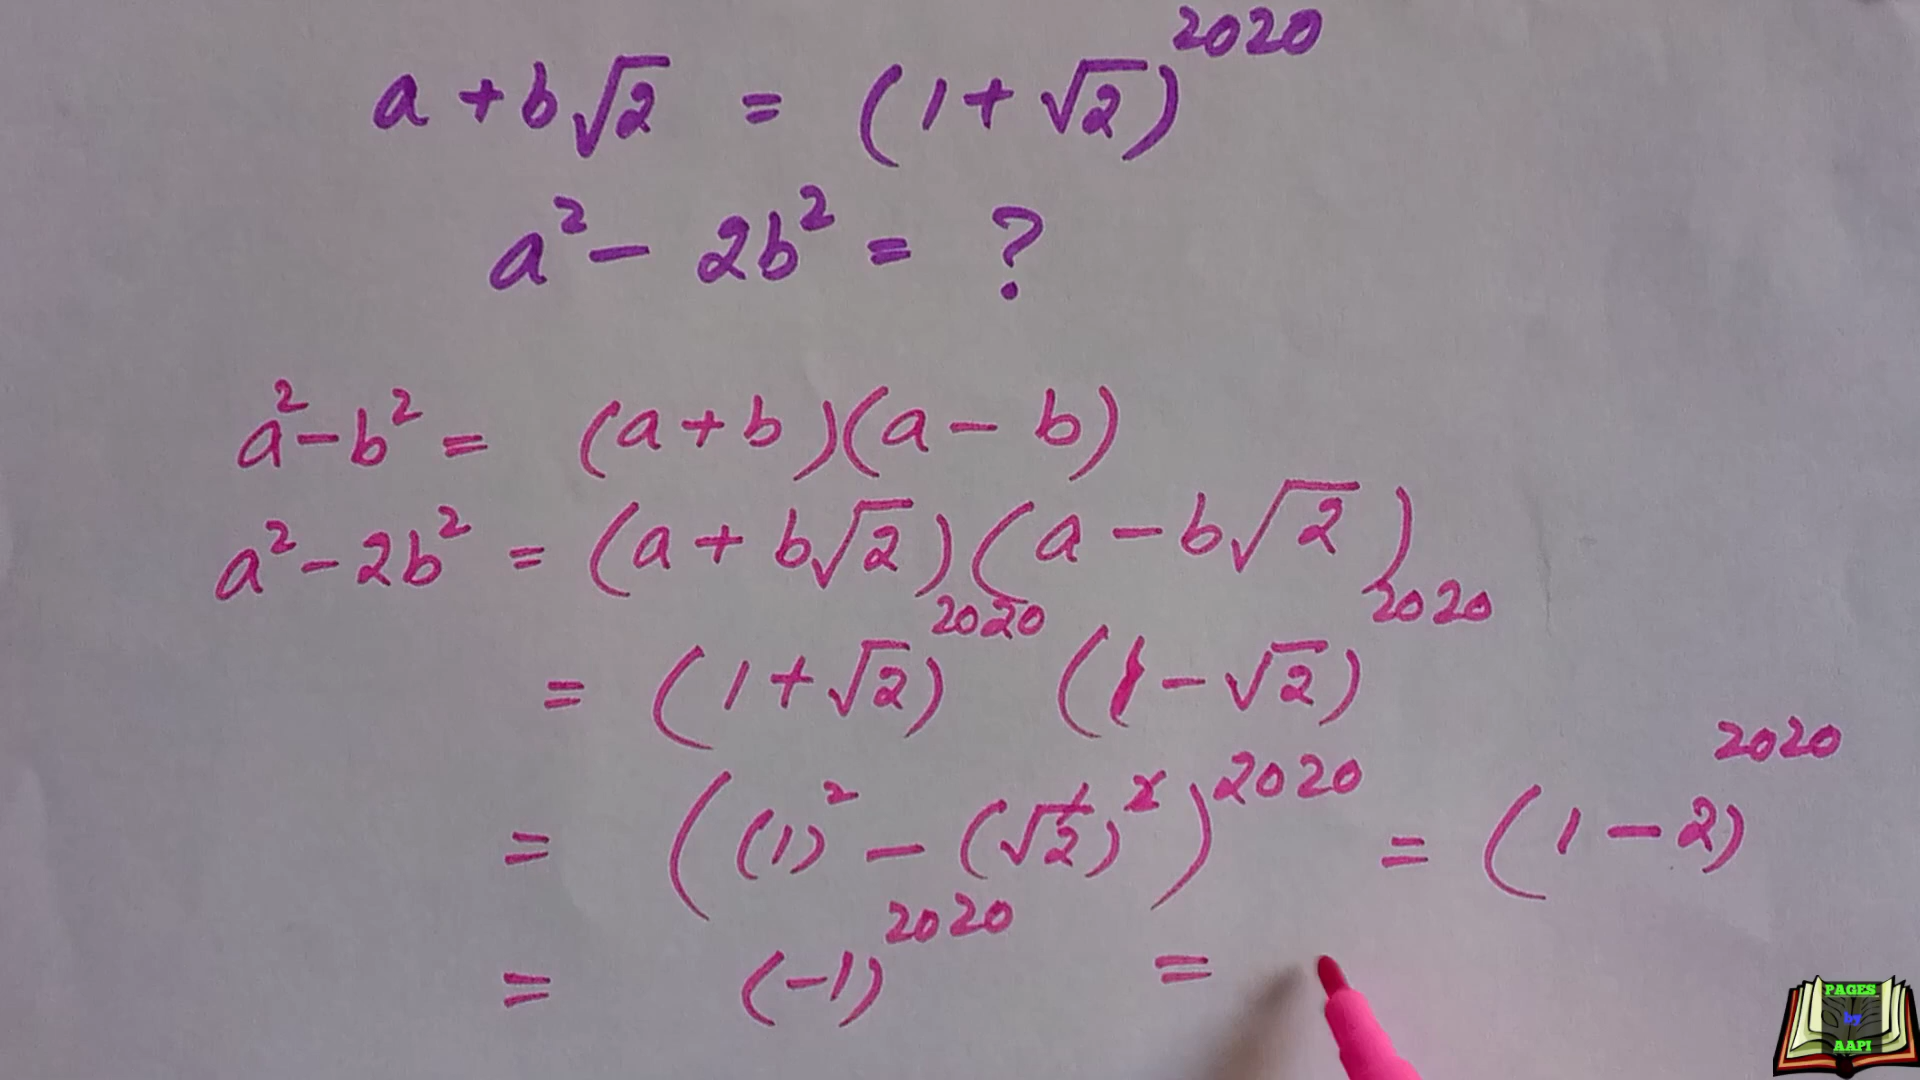 a + b√2 = (1 + √2)^2020
a² - 2b² = ?
a² - b² = (a + b)(a - b)
a² - 2b² = (a + b√2)(a - b√2)
= (1 + √2)^2020 (1 - √2)^2020
= ((1)² - (√2)²)^2020 = (1 - 2)^2020
= (-1)^2020 =
PAGES
by
AAPI